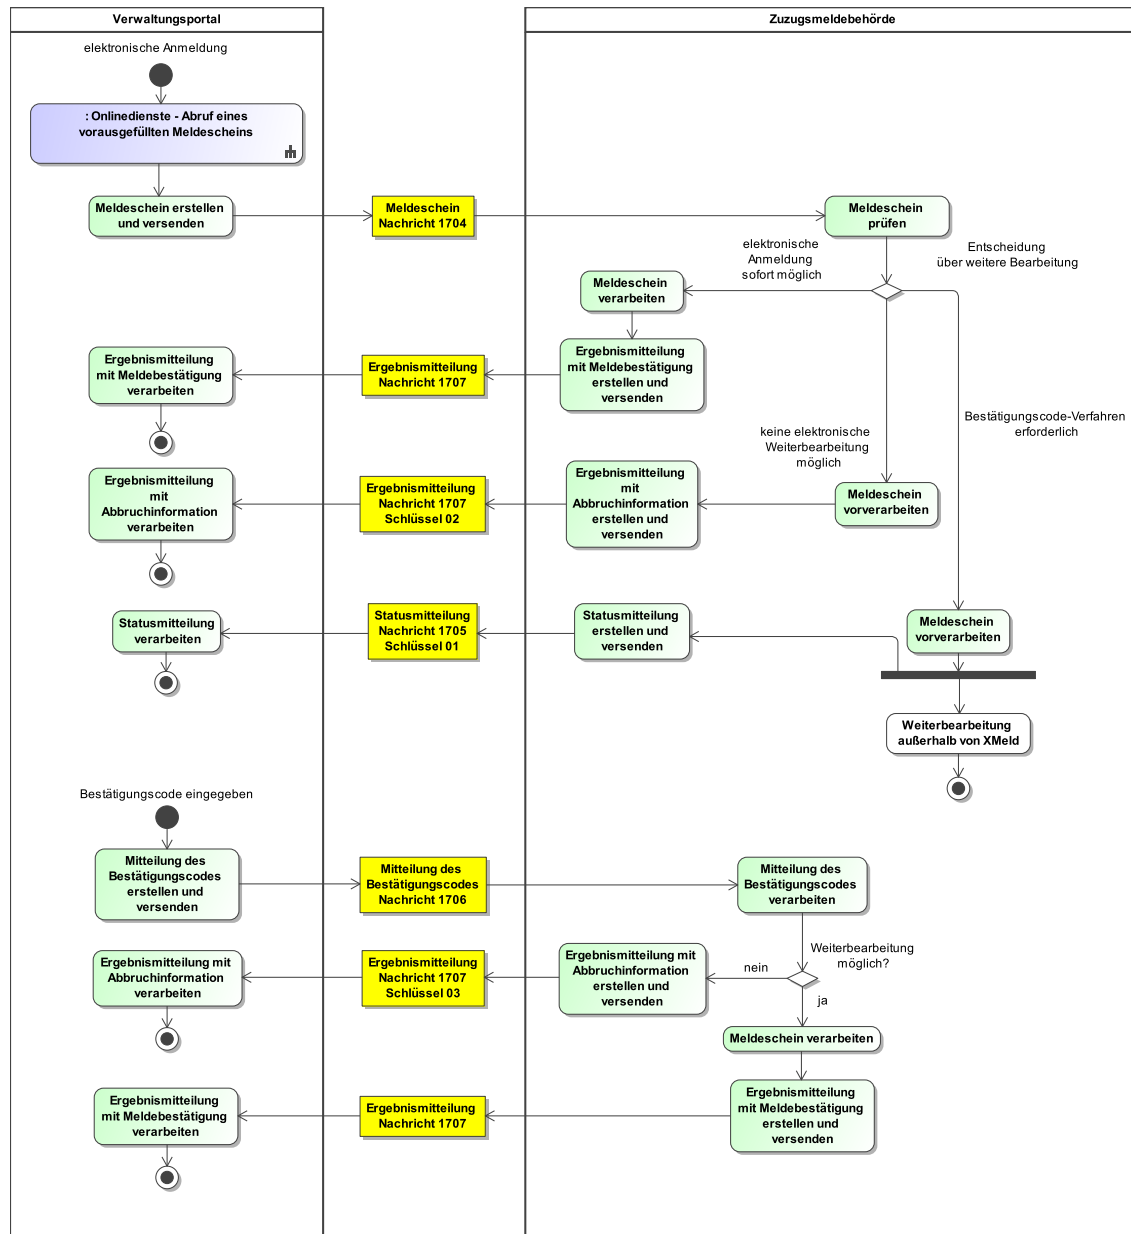 Verwaltungsportal
Zuzugsmeldebehörde
elektronische Anmeldung
: Onlinedienste - Abruf eines
vorausgefüllten Meldescheins
Meldeschein erstellen
und versenden
Meldeschein
Nachricht 1704
Meldeschein
prüfen
elektronische
Anmeldung
sofort möglich
Entscheidung
über weitere Bearbeitung
Meldeschein
verarbeiten
Ergebnismitteilung
mit Meldebestätigung
verarbeiten
Ergebnismitteilung
Nachricht 1707
Ergebnismitteilung
mit Meldebestätigung
erstellen und
versenden
Bestätigungscode-Verfahren
erforderlich
keine elektronische
Weiterbearbeitung
möglich
Ergebnismitteilung
mit
Abbruchinformation
verarbeiten
Ergebnismitteilung
Nachricht 1707
Schlüssel 02
Ergebnismitteilung
mit
Abbruchinformation
erstellen und
versenden
Meldeschein
vorverarbeiten
Statusmitteilung
verarbeiten
Statusmitteilung
Nachricht 1705
Schlüssel 01
Statusmitteilung
erstellen und
versenden
Meldeschein
vorverarbeiten
Weiterbearbeitung
außerhalb von XMeld
Bestätigungscode eingegeben
Mitteilung des
Bestätigungscodes
erstellen und
versenden
Mitteilung des
Bestätigungscodes
Nachricht 1706
Mitteilung des
Bestätigungscodes
verarbeiten
Weiterbearbeitung
möglich?
Ergebnismitteilung mit
Abbruchinformation
verarbeiten
Ergebnismitteilung
Nachricht 1707
Schlüssel 03
Ergebnismitteilung mit
Abbruchinformation
erstellen und
versenden
nein
ja
Meldeschein verarbeiten
Ergebnismitteilung
mit Meldebestätigung
verarbeiten
Ergebnismitteilung
Nachricht 1707
Ergebnismitteilung
mit Meldebestätigung
erstellen und
versenden